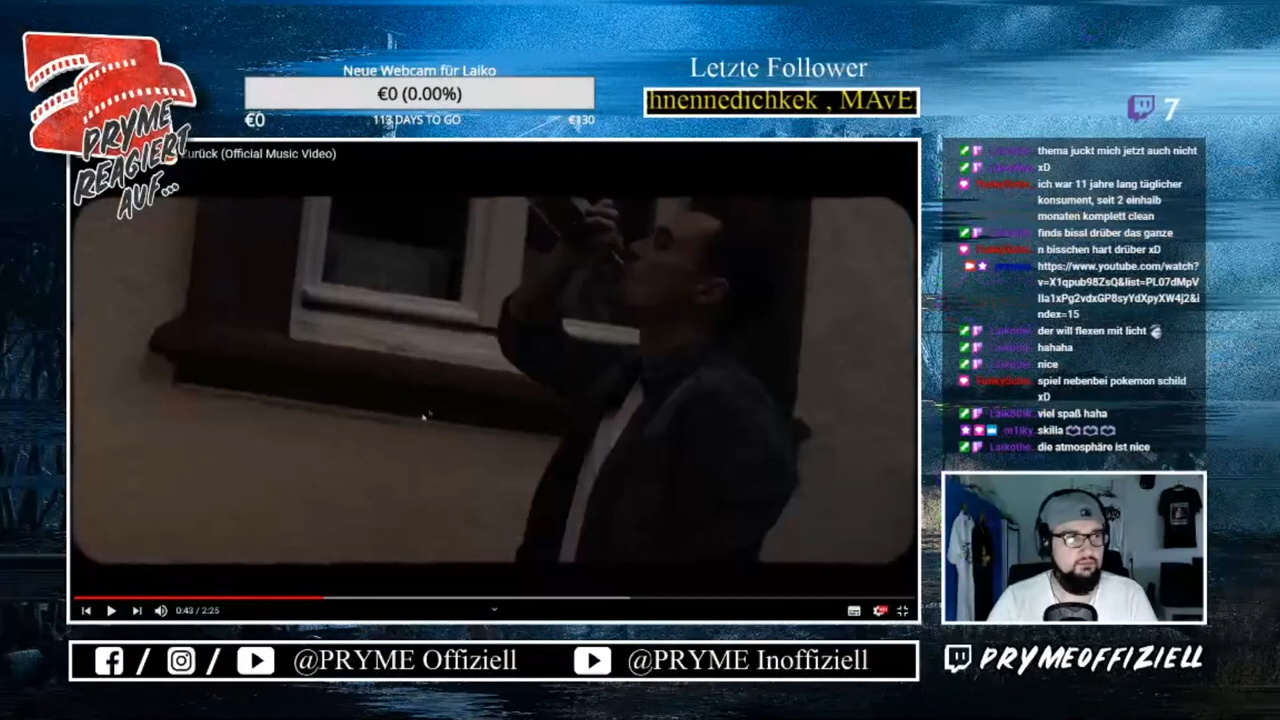 PRYME
REAGIERT
AUF...
Neue Webcam für Laiko
€0 (0.00%)
€0
113 DAYS TO GO
€130
Letzte Follower
hnennedichkek , MAvE
7
urück (Official Music Video)
thema juckt mich jetzt auch nicht
xD
ich war 11 jahre lang täglicher
konsument, seit 2 einhalb
monaten komplett clean
finds bissl drüber das ganze
n bisschen hart drüber xD
https://www.youtube.com/watch?
v=X1qpub98ZsQ&list=PL07dMpV
Ila1xPg2vdxGP8syYdXpyXW4j2&i
ndex=15
der will flexen mit licht
hahaha
nice
spiel nebenbei pokemon schild
xD
viel spaß haha
m1lky. skilla
die atmosphäre ist nice
0:43 / 2:25
/ / @PRYME Offiziell @PRYME Inoffiziell
PRYMEOFFIZIELL